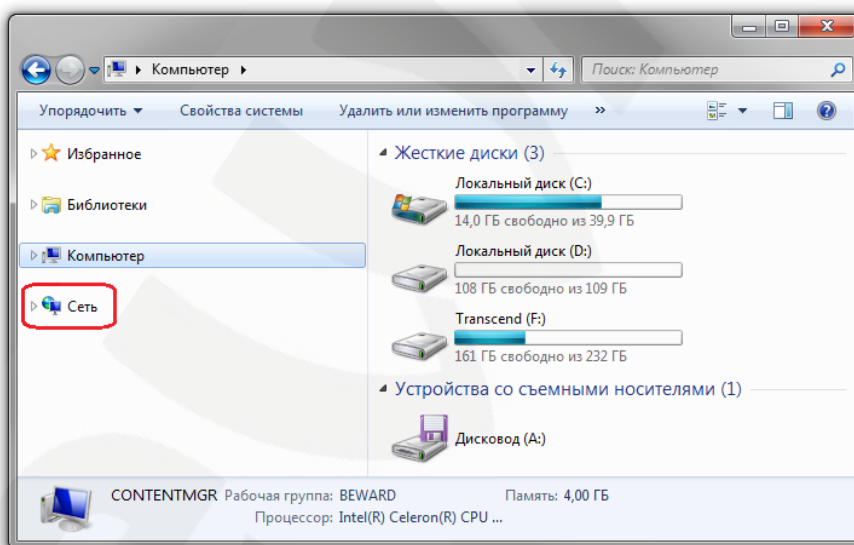 Компьютер
Поиск: Компьютер
Упорядочить Свойства системы Удалить или изменить программу »
Избранное
Библиотеки
Компьютер
Сеть
Жесткие диски (3)
Локальный диск (C:)
14,0 ГБ свободно из 39,9 ГБ
Локальный диск (D:)
108 ГБ свободно из 109 ГБ
Transcend (F:)
161 ГБ свободно из 232 ГБ
Устройства со съемными носителями (1)
Дисковод (A:)
CONTENTMGR Рабочая группа: BEWARD Память: 4,00 ГБ
Процессор: Intel(R) Celeron(R) CPU ...